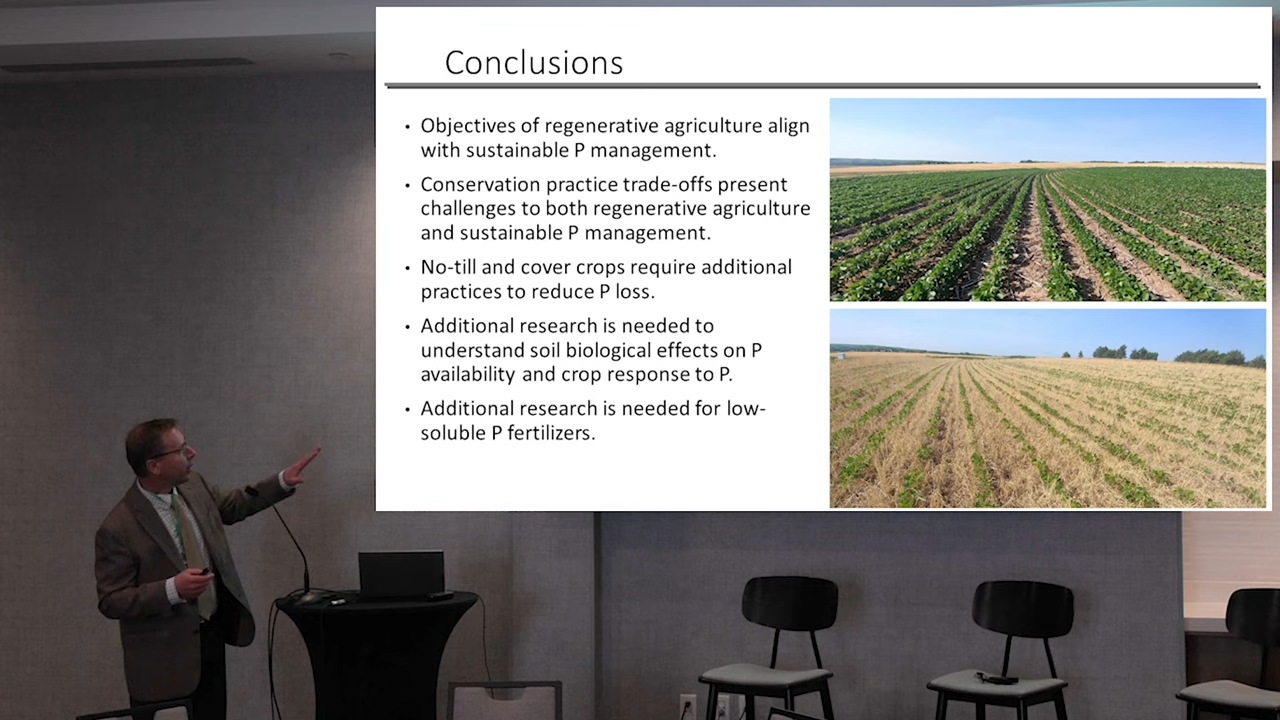 Conclusions
• Objectives of regenerative agriculture align
with sustainable P management.
• Conservation practice trade-offs present
challenges to both regenerative agriculture
and sustainable P management.
• No-till and cover crops require additional
practices to reduce P loss.
• Additional research is needed to
understand soil biological effects on P
availability and crop response to P.
• Additional research is needed for low-
soluble P fertilizers.